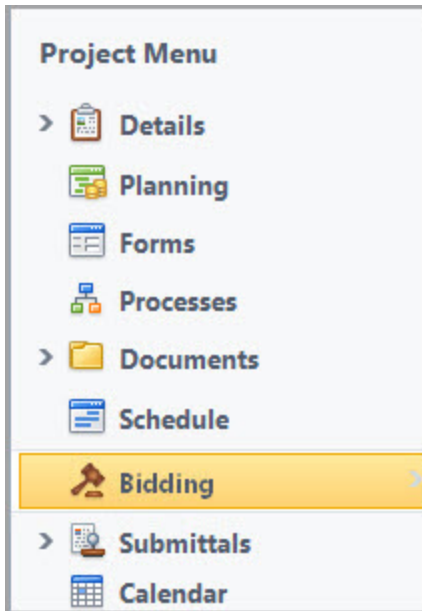 Project Menu
Details
Planning
Forms
Processes
Documents
Schedule
Bidding
Submittals
Calendar